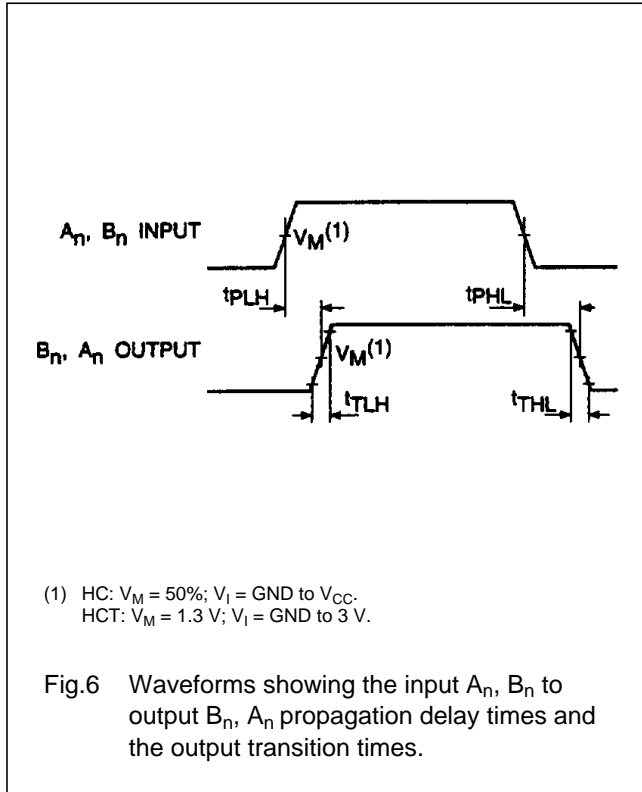 An, Bn INPUT
VM(1)
tPLH
tPHL
Bn, An OUTPUT
VM(1)
tTLH
tTHL
(1) HC: VM = 50%; VI = GND to VCC.
HCT: VM = 1.3 V; VI = GND to 3 V.
Fig.6 Waveforms showing the input An, Bn to
output Bn, An propagation delay times and
the output transition times.